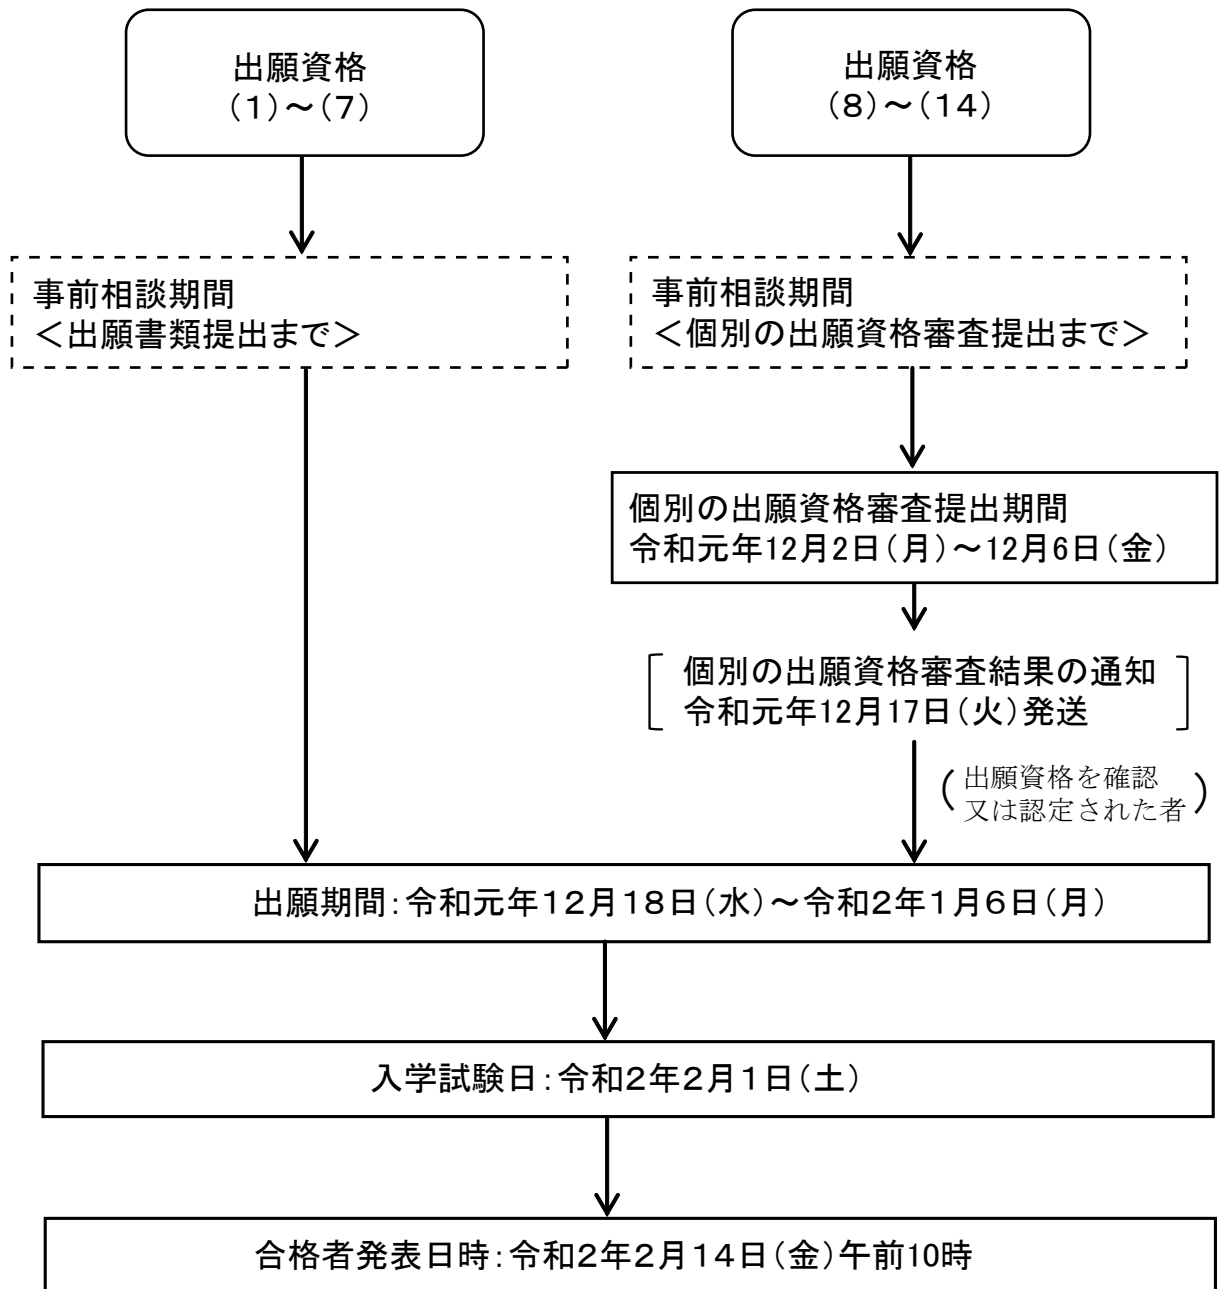 出願資格
（１）～（７）
出願資格
（８）～（１４）
事前相談期間
＜出願書類提出まで＞
事前相談期間
＜個別の出願資格審査提出まで＞
個別の出願資格審査提出期間
令和元年12月2日（月）～12月6日（金）
個別の出願資格審査結果の通知
令和元年12月17日（火）発送
出願資格を確認
又は認定された者
出願期間：令和元年１２月１８日（水）～令和２年１月６日（月）
入学試験日：令和２年２月１日（土）
合格者発表日時：令和２年２月１４日（金）午前10時